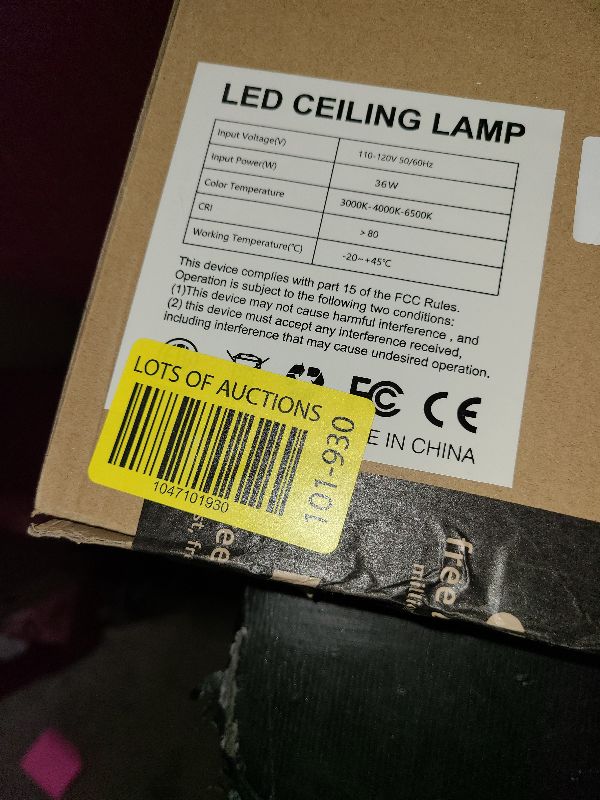 LED CEILING LAMP
Input Voltage(V) 110-120V 50/60Hz
Input Power(W) 36W
Color Temperature 3000K-4000K-6500K
CRI >80
Working Temperature(℃) -20~+45℃
This device complies with part 15 of the FCC Rules.
Operation is subject to the following two conditions:
(1)This device may not cause harmful interference , and
(2) this device must accept any interference received,
including interference that may cause undesired operation.
FC CE
E IN CHINA
LOTS OF AUCTIONS
1047101930
101-930
free